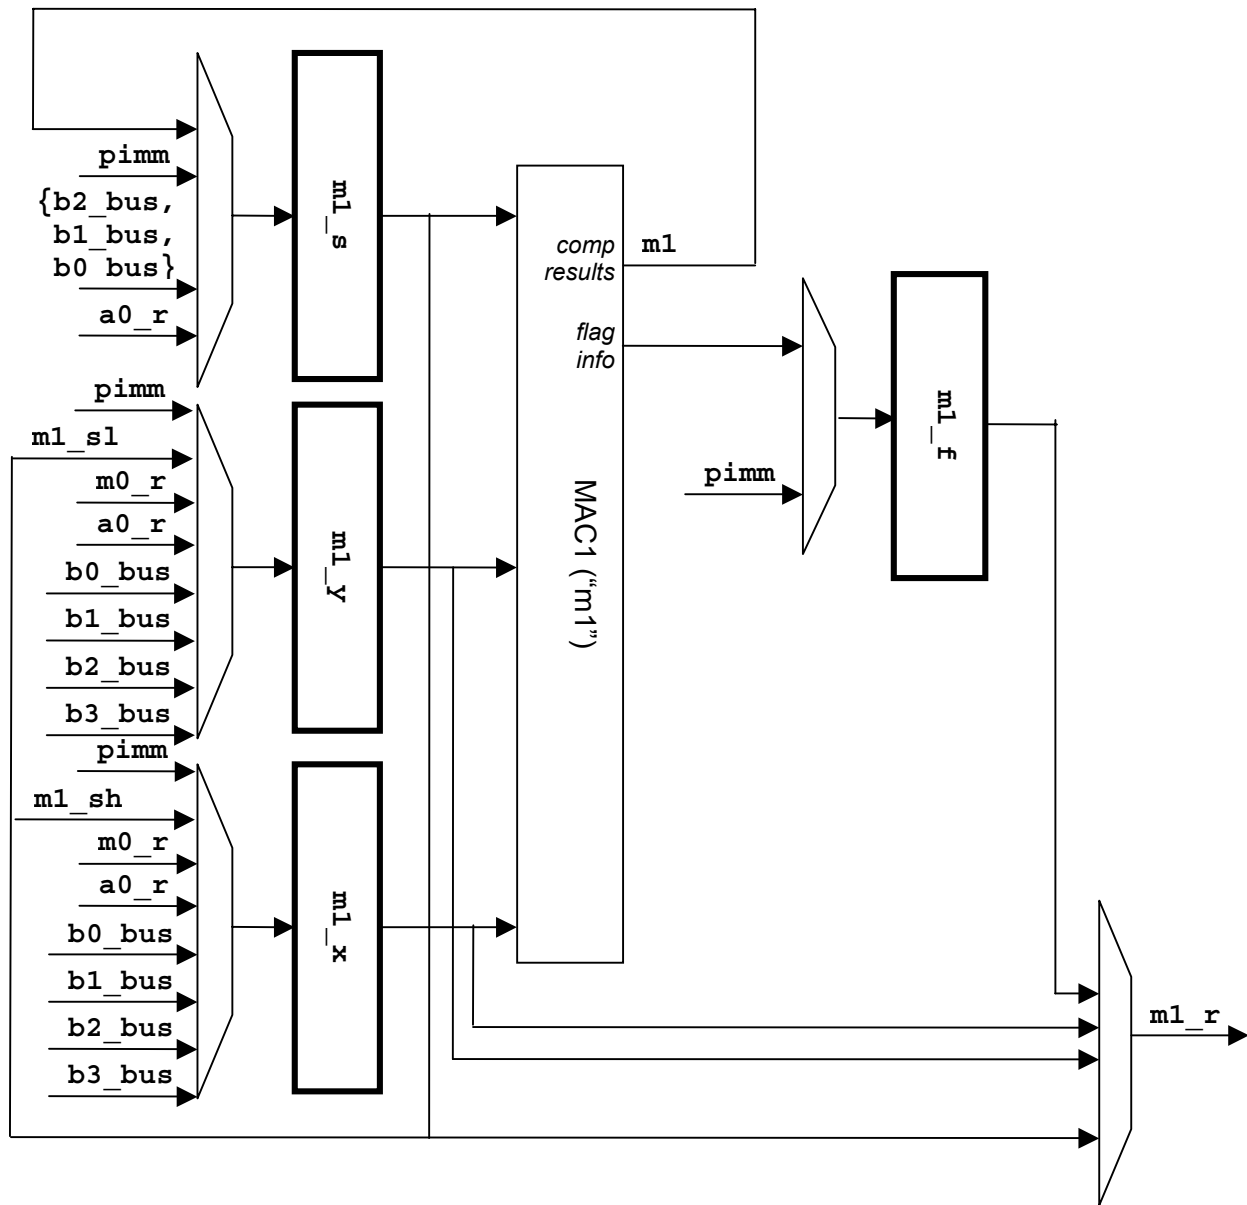 pimm
{b2_bus,
b1_bus,
b0_bus}
a0_r
m1_s
pimm
m1_sl
m0_r
a0_r
b0_bus
b1_bus
b2_bus
b3_bus
m1_y
pimm
m1_sh
m0_r
a0_r
b0_bus
b1_bus
b2_bus
b3_bus
m1_x
comp
results
flag
info
MAC1 (“m1”)
m1
pimm
m1_f
m1_r